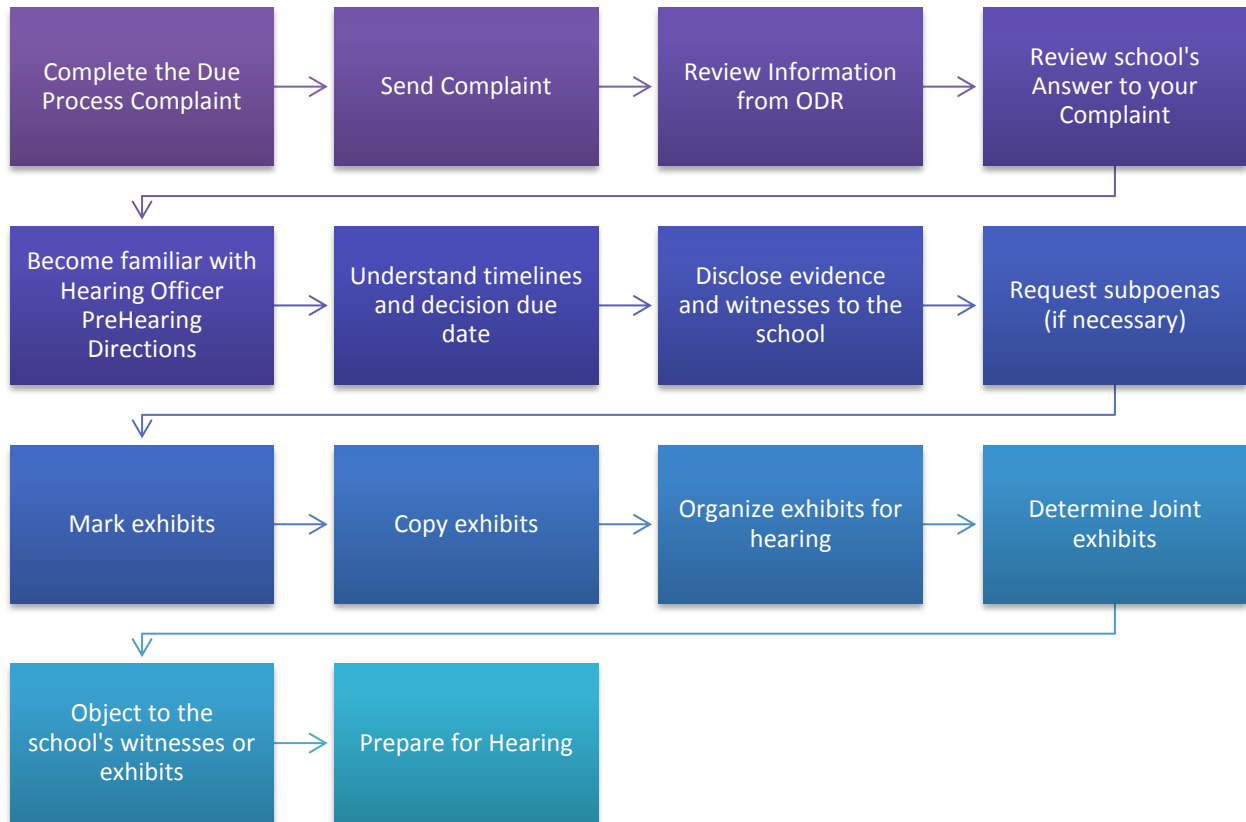 Complete the Due
Process Complaint
Send Complaint
Review Information
from ODR
Review school's
Answer to your
Complaint
Become familiar with
Hearing Officer
PreHearing
Directions
Understand timelines
and decision due
date
Disclose evidence
and witnesses to the
school
Request subpoenas
(if necessary)
Mark exhibits
Copy exhibits
Organize exhibits for
hearing
Determine Joint
exhibits
Object to the
school's witnesses or
exhibits
Prepare for Hearing